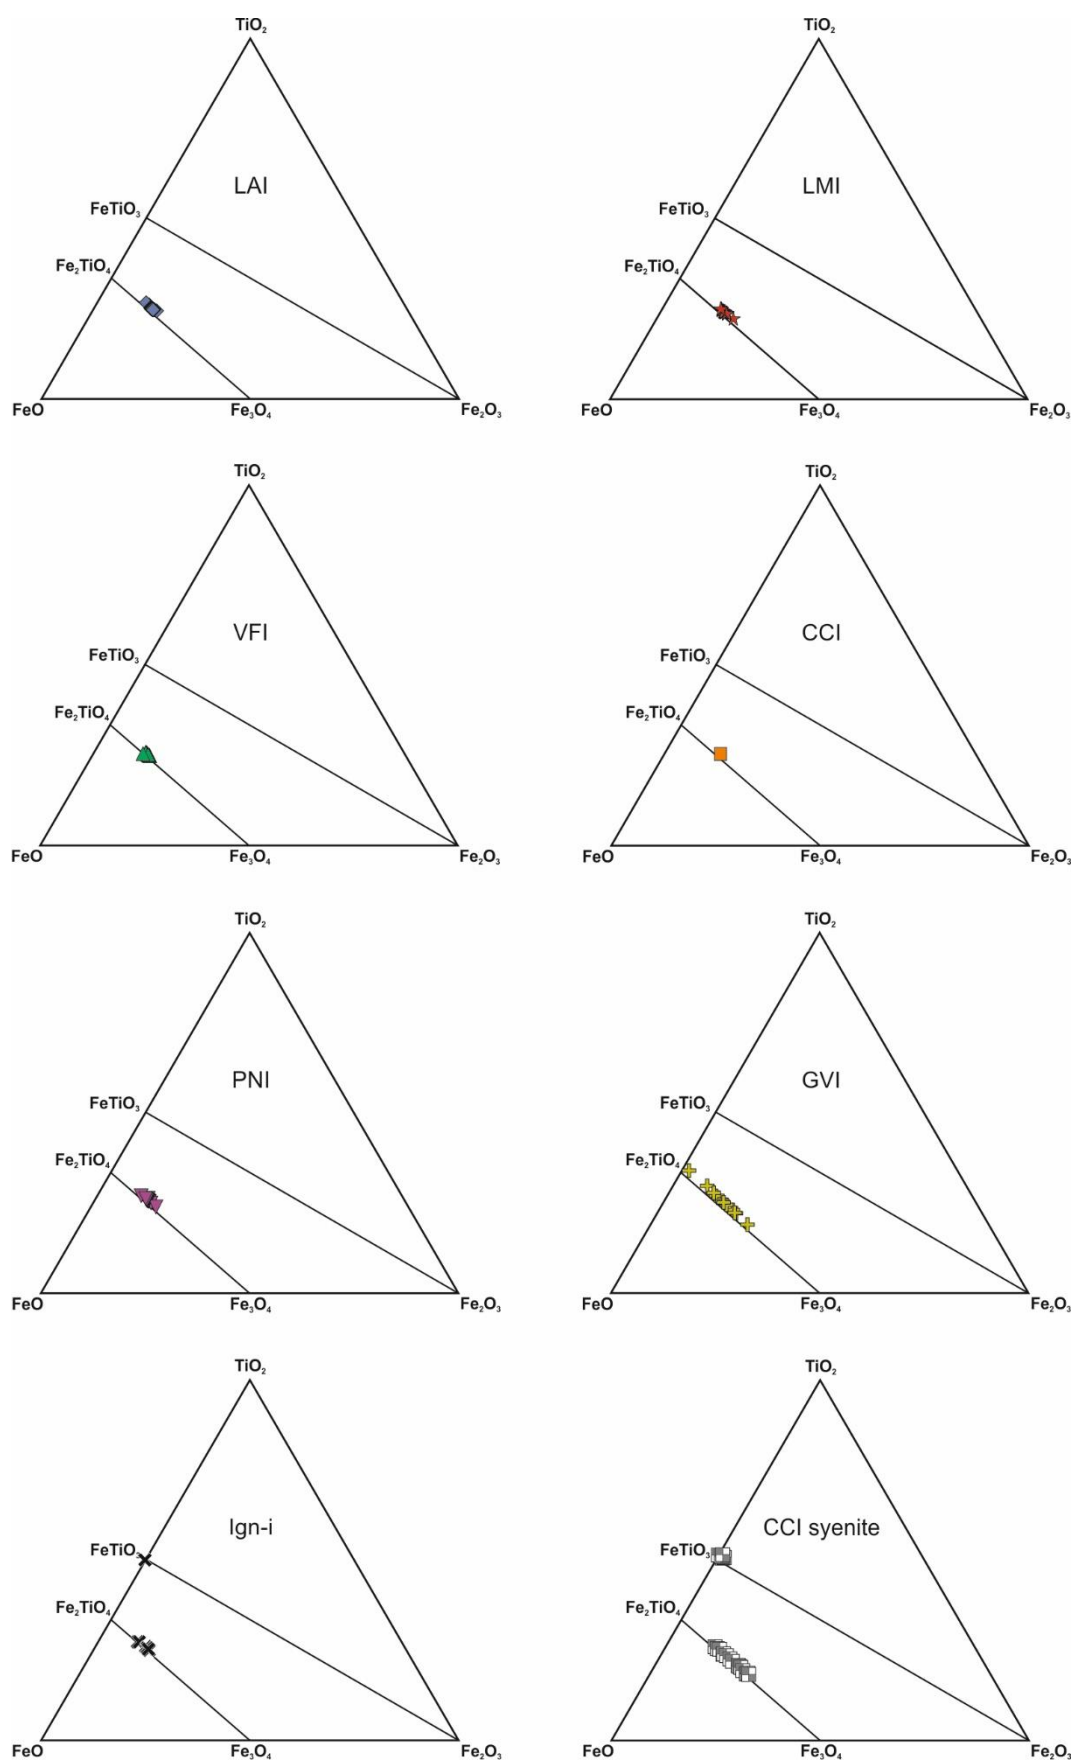 TiO₂
LAI
FeTiO₃
Fe₂TiO₄
FeO
Fe₃O₄
Fe₂O₃
TiO₂
LMI
FeTiO₃
Fe₂TiO₄
FeO
Fe₃O₄
Fe₂O₃
TiO₂
VFI
FeTiO₃
Fe₂TiO₄
FeO
Fe₃O₄
Fe₂O₃
TiO₂
CCI
FeTiO₃
Fe₂TiO₄
FeO
Fe₃O₄
Fe₂O₃
TiO₂
PNI
FeTiO₃
Fe₂TiO₄
FeO
Fe₃O₄
Fe₂O₃
TiO₂
GVI
FeTiO₃
Fe₂TiO₄
FeO
Fe₃O₄
Fe₂O₃
TiO₂
Ign-i
FeTiO₃
Fe₂TiO₄
FeO
Fe₃O₄
Fe₂O₃
TiO₂
CCI syenite
FeTiO₃
Fe₂TiO₄
FeO
Fe₃O₄
Fe₂O₃